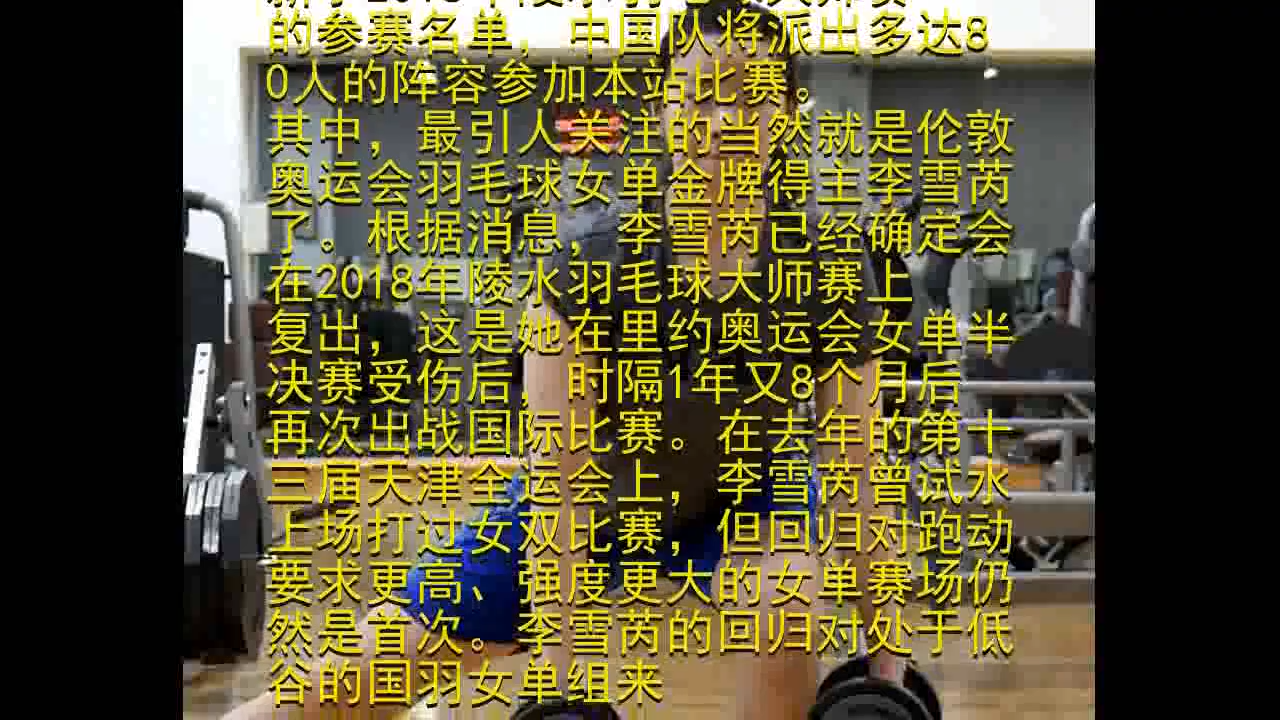 的参赛名单，中国队将派出多达8
0人的阵容参加本站比赛。
其中，最引人关注的当然就是伦敦
奥运会羽毛球女单金牌得主李雪芮
了。根据消息，李雪芮已经确定会
在2018年陵水羽毛球大师赛上
复出，这是她在里约奥运会女单半
决赛受伤后，时隔1年又8个月后
再次出战国际比赛。在去年的第十
三届天津全运会上，李雪芮曾试水
上场打过女双比赛，但回归对跑动
要求更高、强度更大的女单赛场仍
然是首次。李雪芮的回归对处于低
谷的国羽女单组来